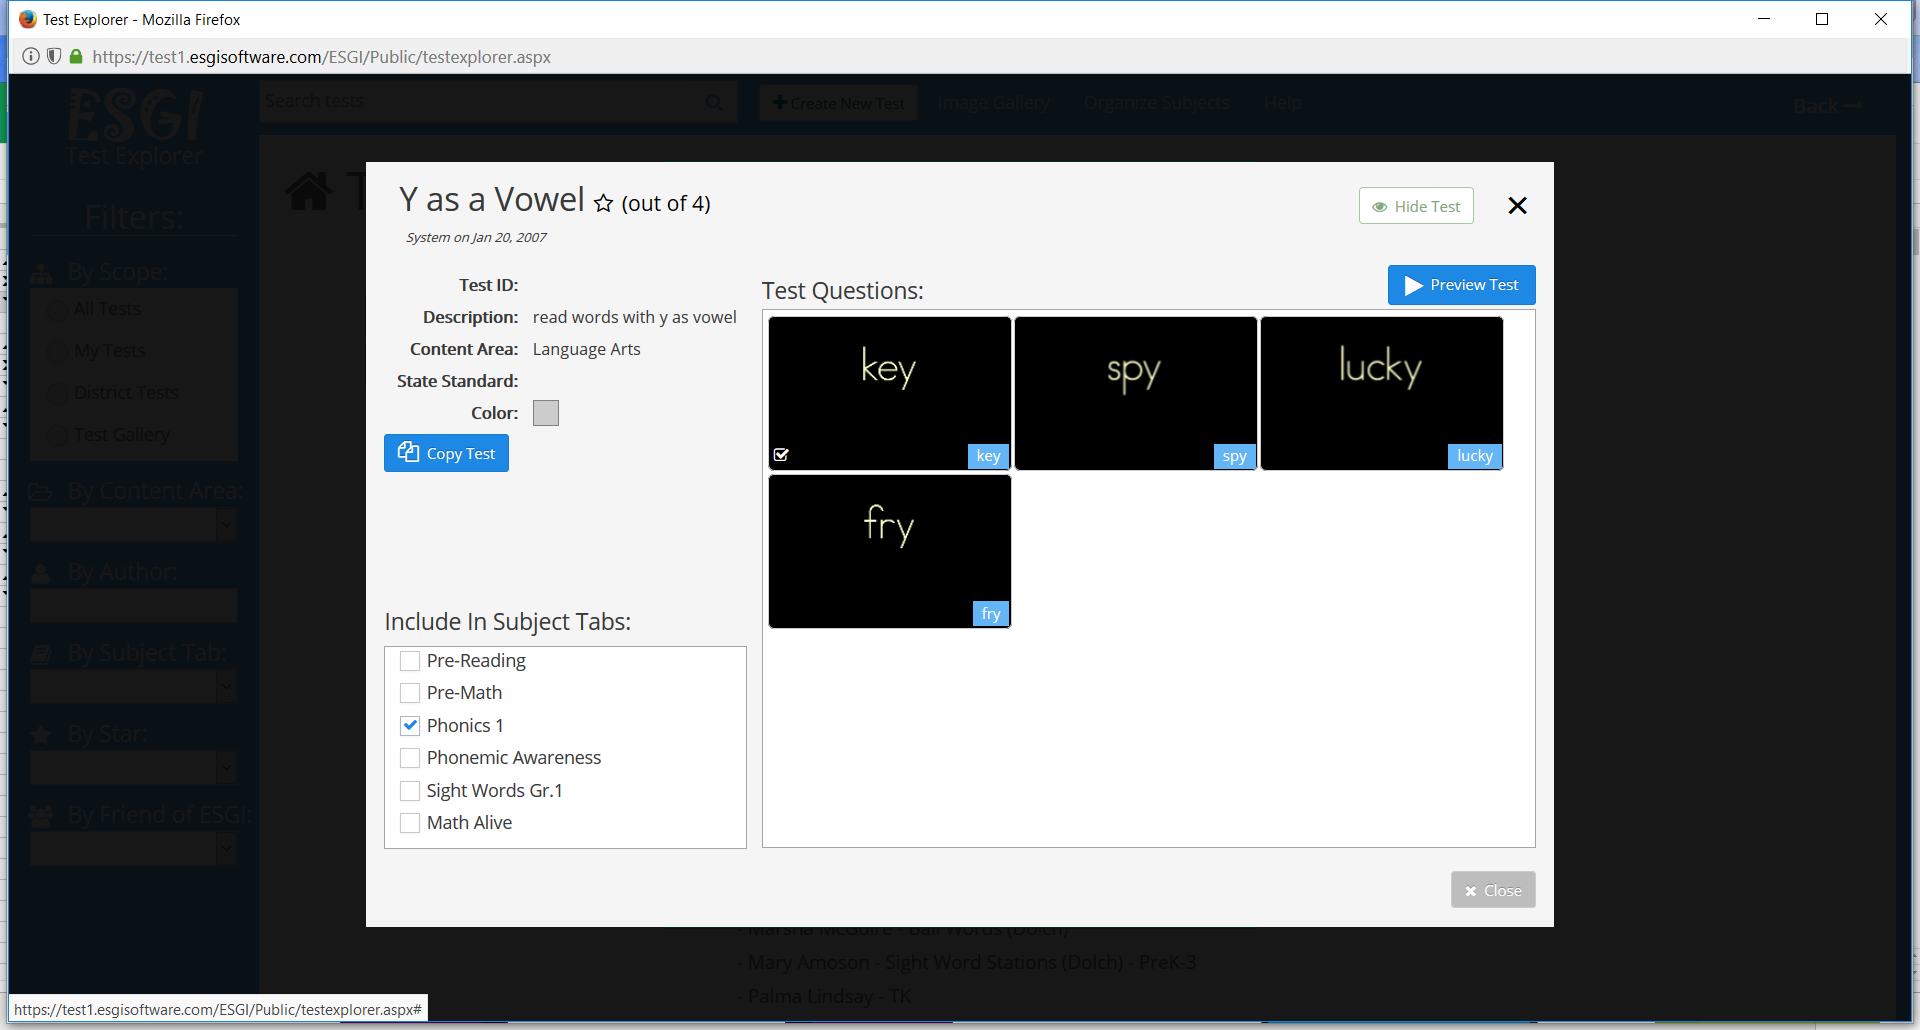 Test Explorer - Mozilla Firefox
https://test1.esgisoftware.com/ESGI/Public/testexplorer.aspx
ESGI
Test Explorer
Search tests
Create New Test
Image Gallery
Organize Subjects
Help
Back
Filters:
By Scope:
All Tests
My Tests
District Tests
Test Gallery
By Content Area:
By Author:
By Subject Tab:
By Star:
By Friend of ESGI:
T
Y as a Vowel (out of 4)
System on Jan 20, 2007
Hide Test
Test ID:
Description: read words with y as vowel
Content Area: Language Arts
State Standard:
Color:
Copy Test
Include In Subject Tabs:
Pre-Reading
Pre-Math
Phonics 1
Phonemic Awareness
Sight Words Gr.1
Math Alive
Test Questions:
Preview Test
key
key
spy
spy
lucky
lucky
fry
fry
Close
- Marsha McGuire - Ball Words (Dolch)
- Mary Amoson - Sight Word Stations (Dolch) - PreK-3
- Palma Lindsay - TK
https://test1.esgisoftware.com/ESGI/Public/testexplorer.aspx#